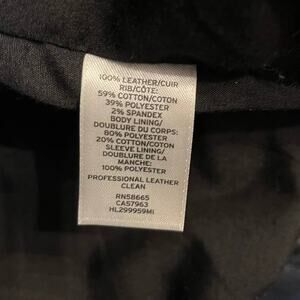 100% LEATHER/CUIR
RIB/CÔTE:
59% COTTON/COTON
39% POLYESTER
2% SPANDEX
BODY LINING/
DOUBLURE DU CORPS:
80% POLYESTER
20% COTTON/COTON
SLEEVE LINING/
DOUBLURE DE LA
MANCHE:
100% POLYESTER
PROFESSIONAL LEATHER
CLEAN
RN58665
CA57963
HL299959MI